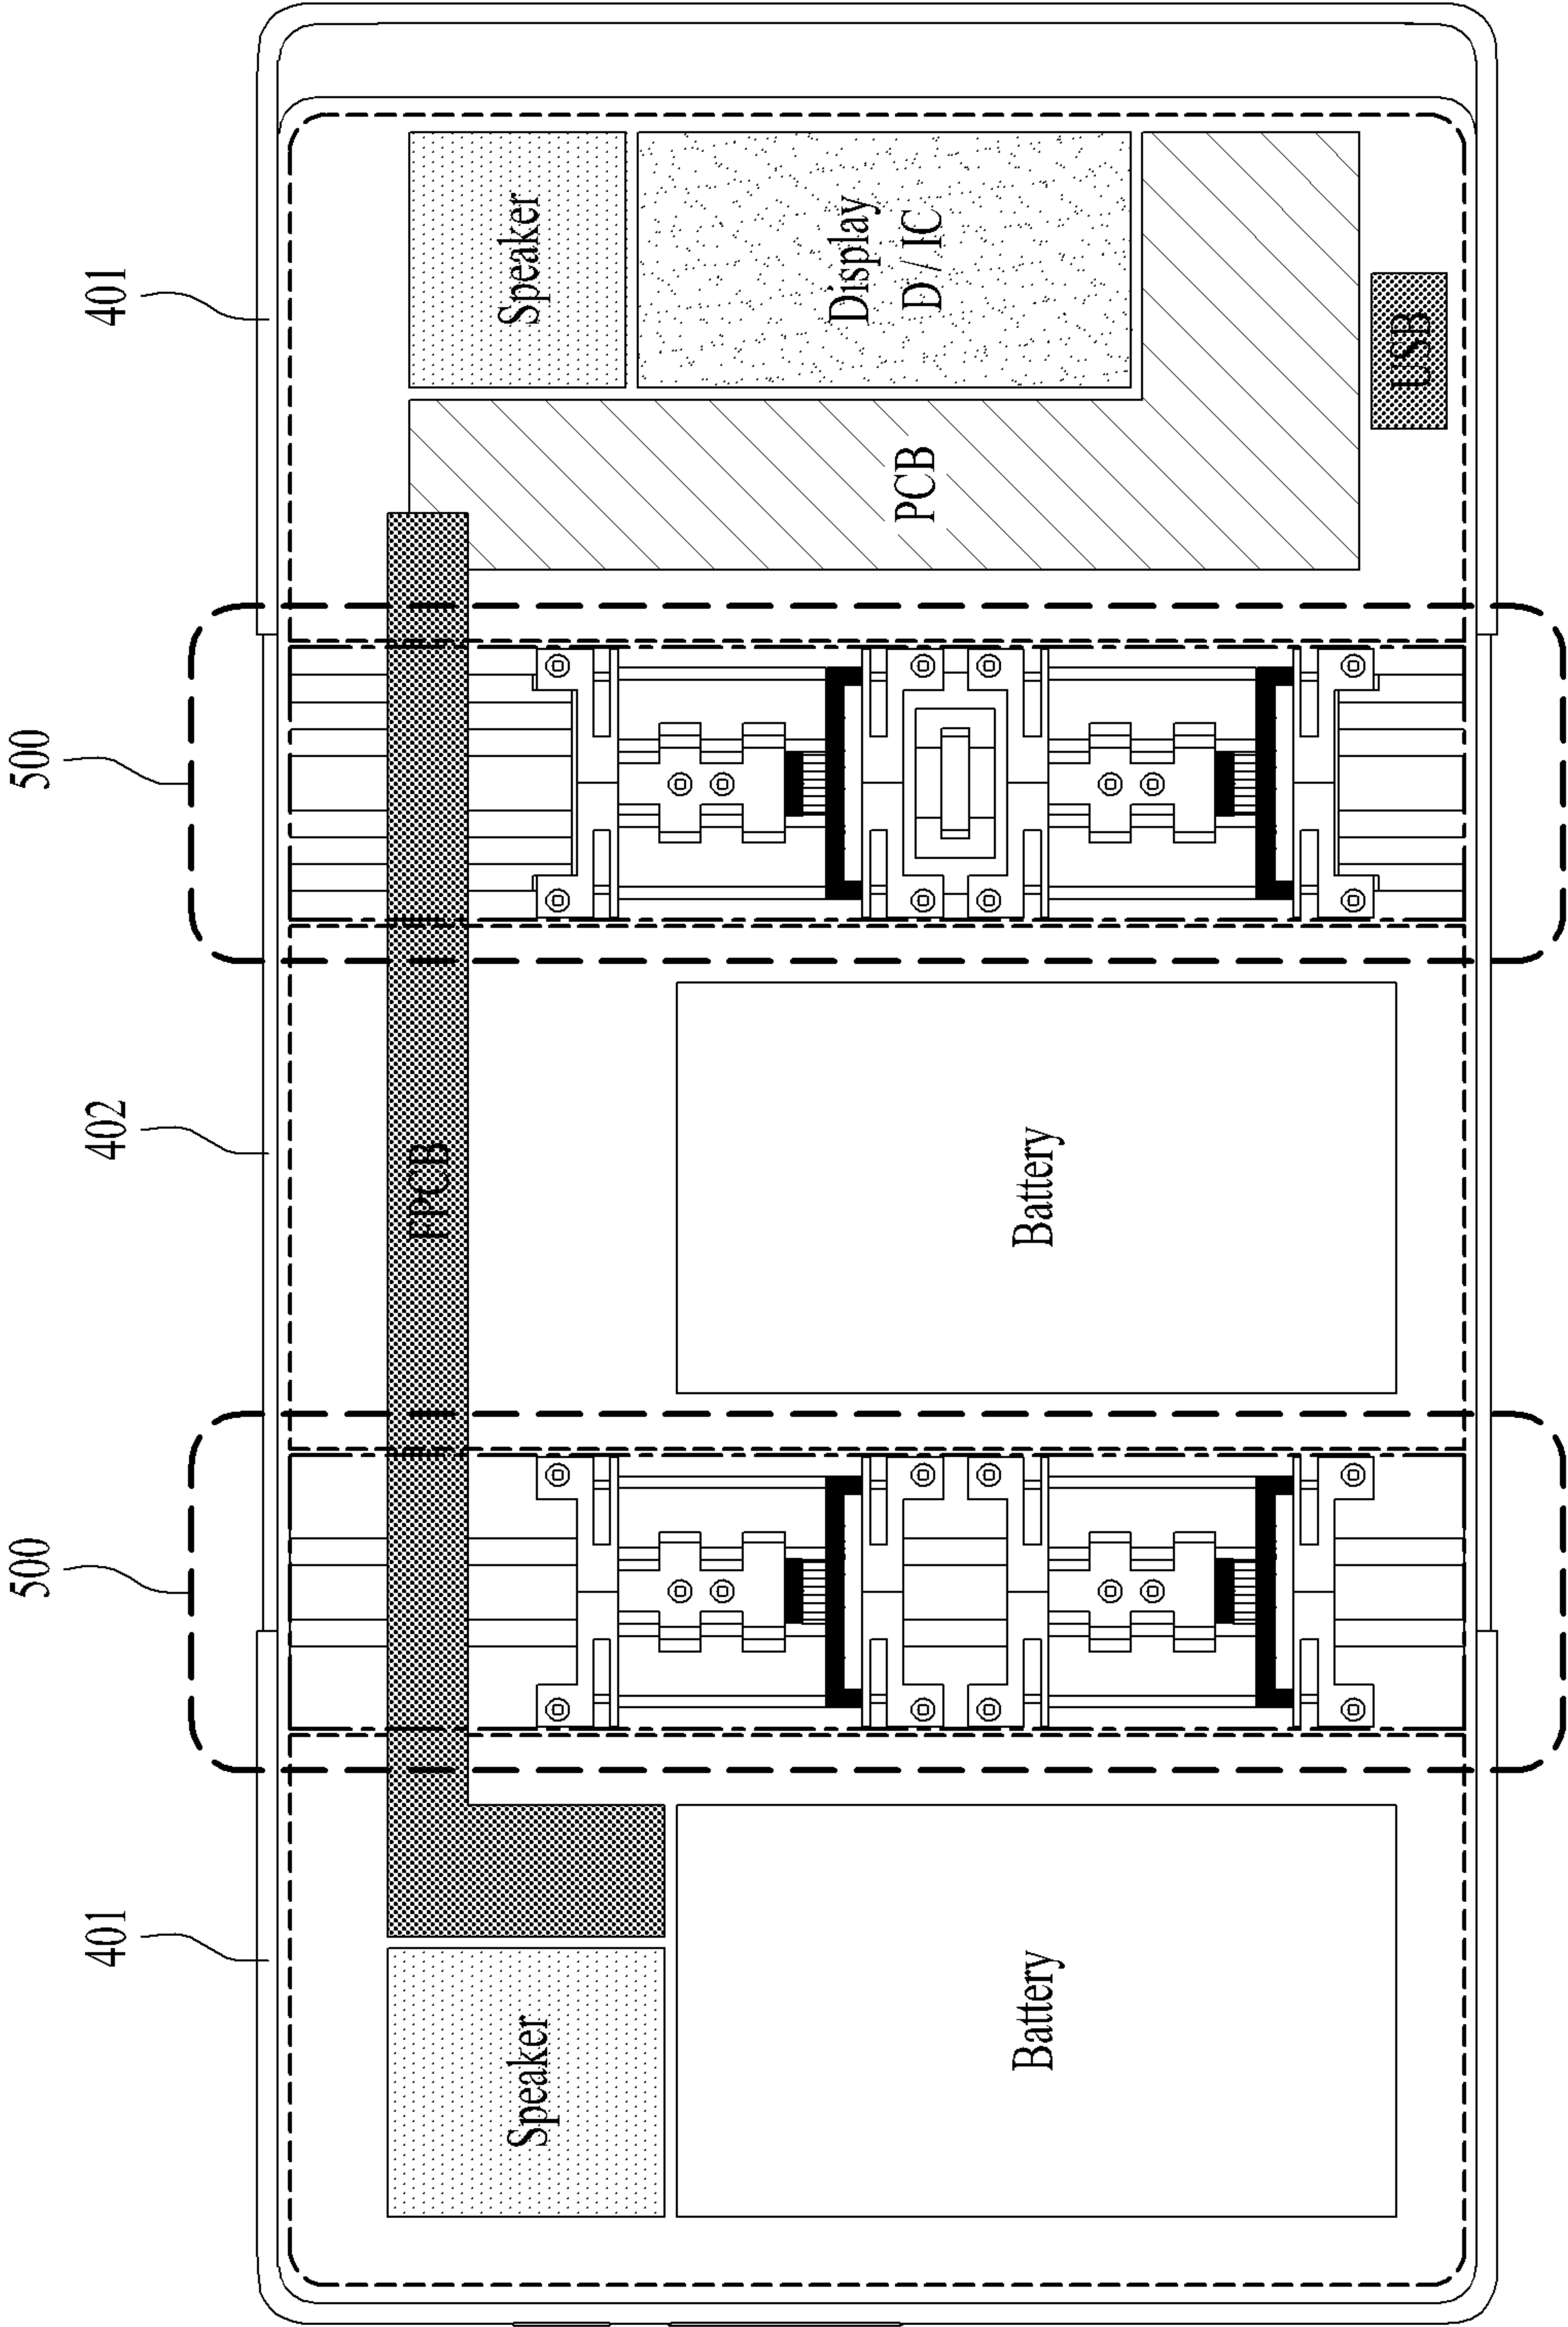 500
500
401
402
401
FPCB
Speaker
Speaker
Display
D / IC
PCB
Battery
Battery
USB